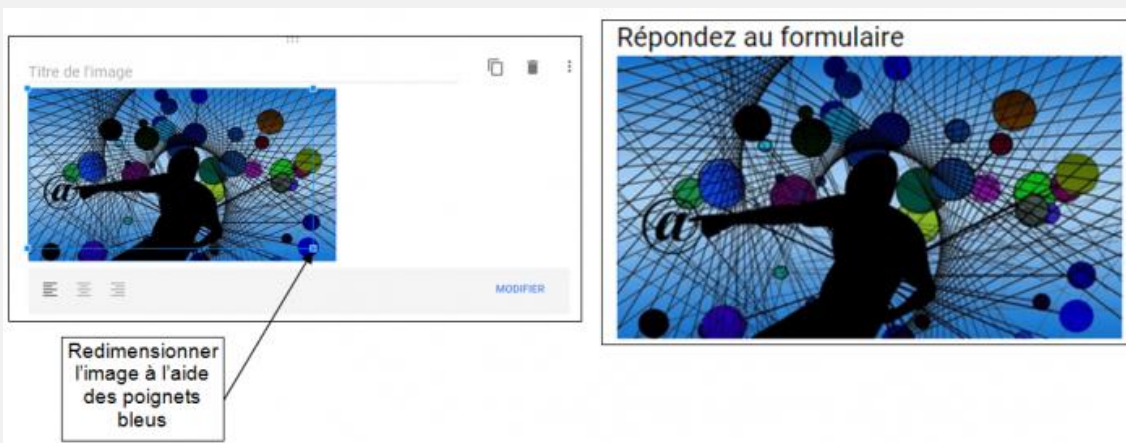 Titre de l'image
@
MODIFIER
Redimensionner
l'image à l'aide
des poignets
bleus
Répondez au formulaire
@